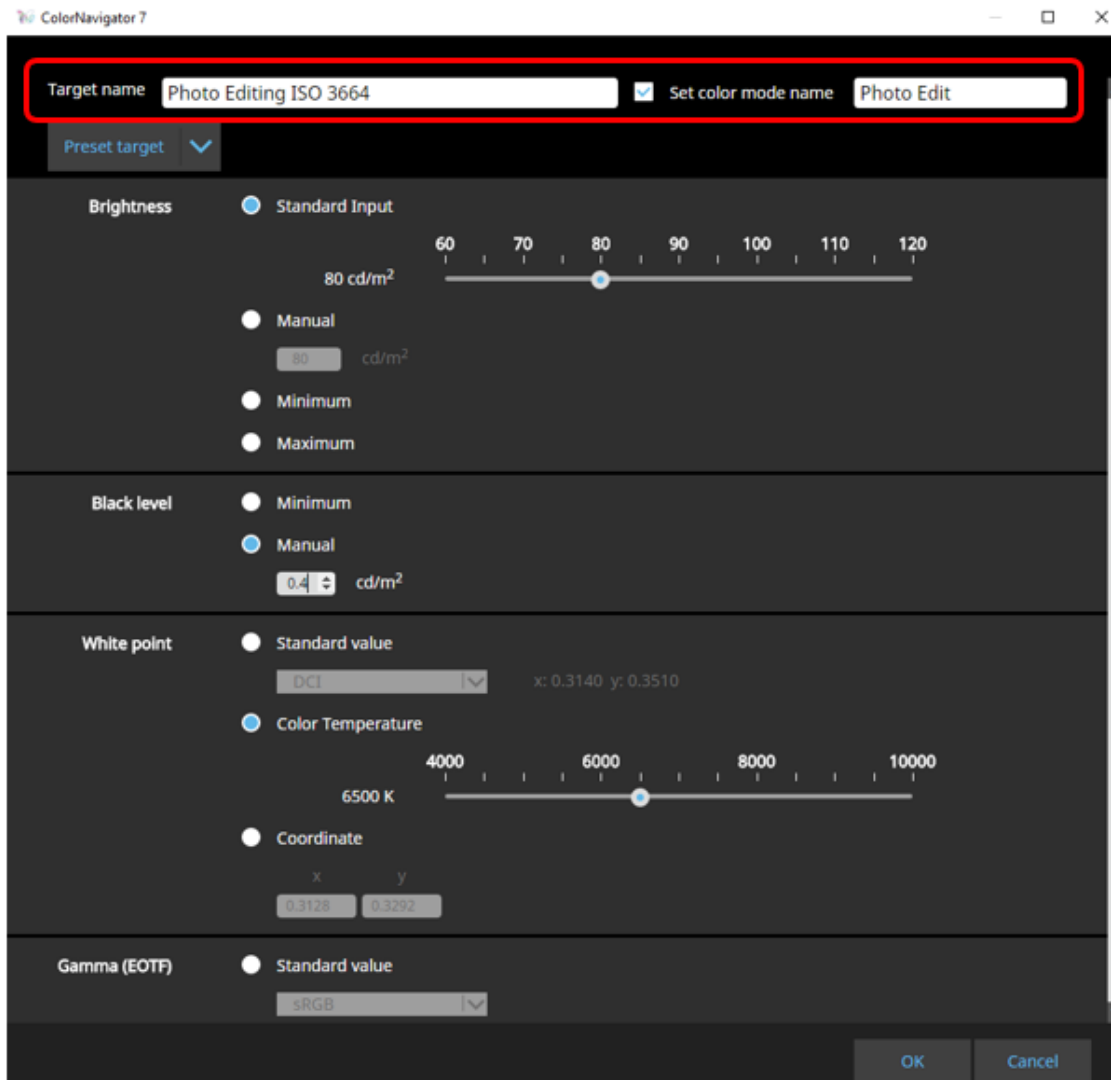 ColorNavigator 7
Target name Photo Editing ISO 3664 Set color mode name Photo Edit
Preset target
Brightness Standard Input
60 70 80 90 100 110 120
80 cd/m²
Manual
80 cd/m²
Minimum
Maximum
Black level Minimum
Manual
0.4 cd/m²
White point Standard value
DCI x: 0.3140 y: 0.3510
Color Temperature
4000 6000 8000 10000
6500 K
Coordinate
x y
0.3128 0.3292
Gamma (EOTF) Standard value
sRGB
OK Cancel